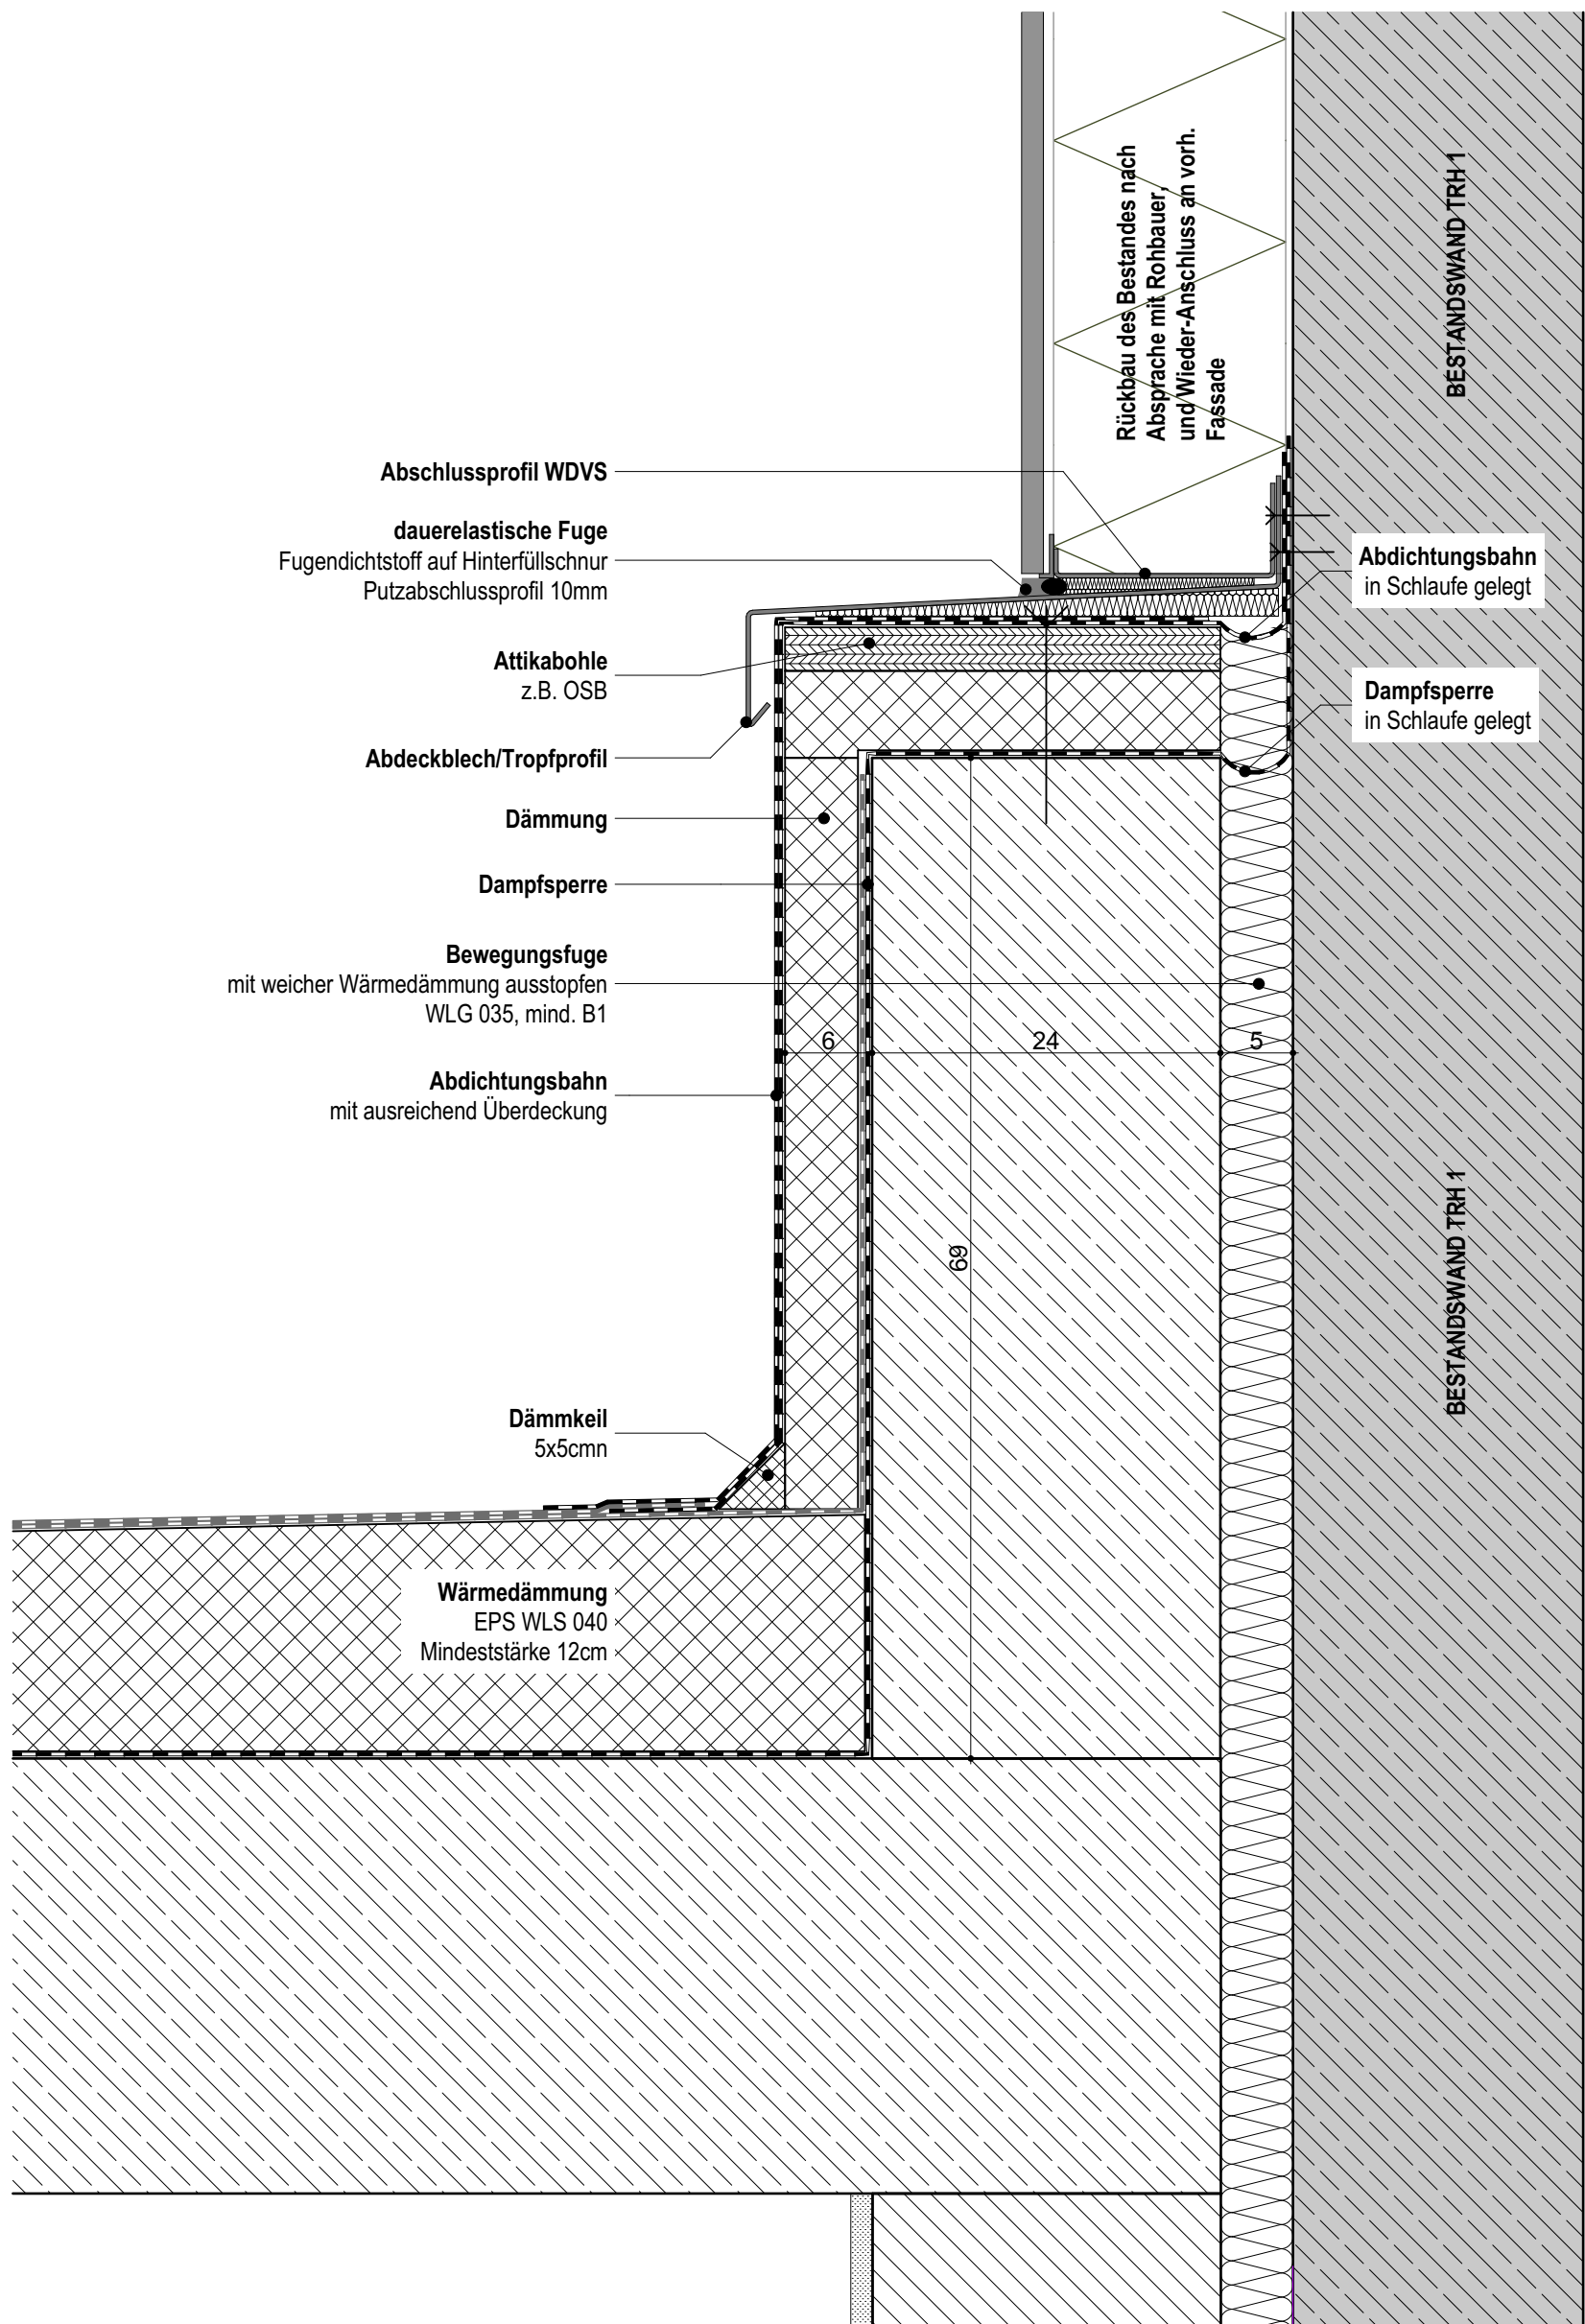 Rückbau des Bestandes nach
Absprache mit Rohbauer,
und Wieder-Anschluss an vorh.
Fassade
BESTANDSWAND TRH 1
Abschlussprofil WDVS
dauerelastische Fuge
Fugendichtstoff auf Hinterfüllschnur
Putzabschlussprofil 10mm
Abdichtungsbahn
in Schlaufe gelegt
Attikabohle
z.B. OSB
Dampfsperre
in Schlaufe gelegt
Abdeckblech/Tropfprofil
Dämmung
Dampfsperre
Bewegungsfuge
mit weicher Wärmedämmung ausstopfen
WLG 035, mind. B1
6
24
5
Abdichtungsbahn
mit ausreichend Überdeckung
69
BESTANDSWAND TRH 1
Dämmkeil
5x5cmn
Wärmedämmung
EPS WLS 040
Mindeststärke 12cm